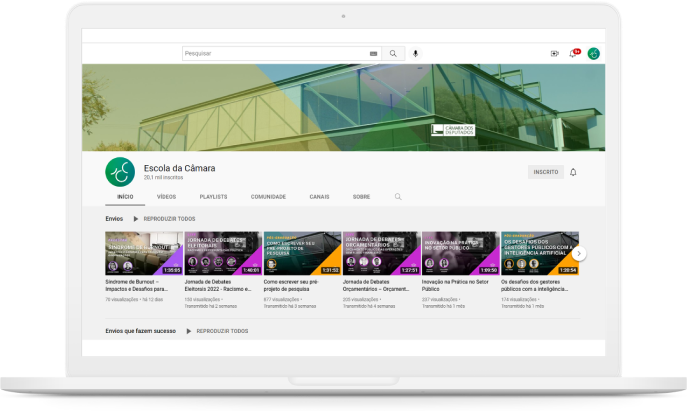 Pesquisar
9+
CÂMARA DOS
DEPUTADOS
Escola da Câmara
20,1 mil inscritos
INSCRITO
INÍCIO VÍDEOS PLAYLISTS COMUNIDADE CANAIS SOBRE
Envios REPRODUZIR TODOS
SÍNDROME DE BURNOUT
1:35:05
JORNADA DE DEBATES
ELEITORAIS
1:40:01
COMO ESCREVER SEU
PRÉ-PROJETO DE
PESQUISA
1:31:53
JORNADA DE DEBATES
ORÇAMENTÁRIOS
1:27:51
INOVAÇÃO NA PRÁTICA
NO SETOR PÚBLICO
1:09:50
OS DESAFIOS DOS
GESTORES PÚBLICOS COM A
INTELIGÊNCIA ARTIFICIAL
1:39:54
Síndrome de Burnout –
Impactos e Desafios para...
76 visualizações • há 12 dias
Jornada de Debates
Eleitorais 2022 - Racismo e...
193 visualizações •
Transmitido há 2 semanas
Como escrever seu pré-
projeto de pesquisa
877 visualizações •
Transmitido há 3 semanas
Jornada de Debates
Orçamentários – Orçament...
203 visualizações •
Transmitido há 4 semanas
Inovação na Prática no Setor
Público
237 visualizações •
Transmitido há 1 mês
Os desafios dos gestores
públicos com a inteligência...
174 visualizações •
Transmitido há 1 mês
Envios que fazem sucesso REPRODUZIR TODOS